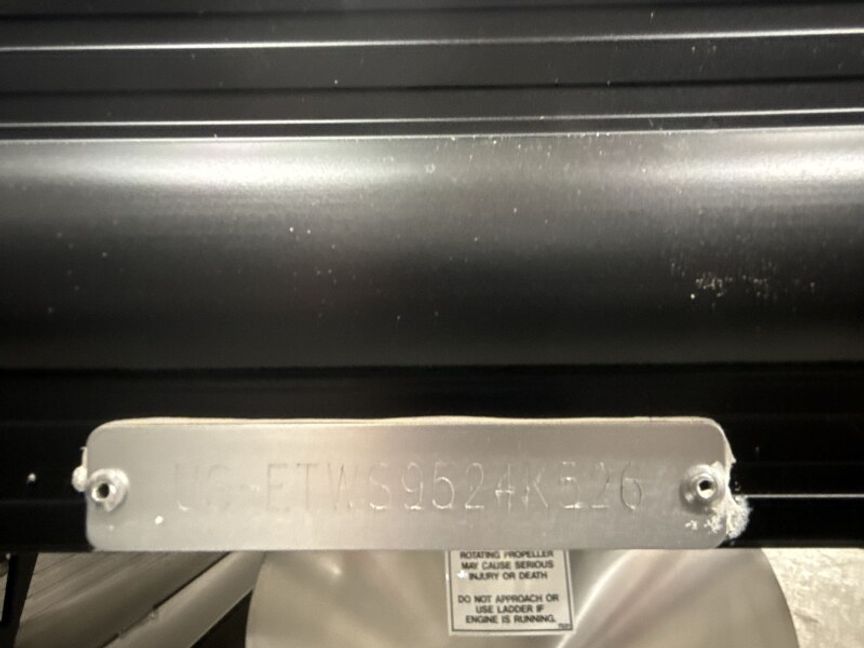 US-ETWS9524K526
ROTATING PROPELLER
MAY CAUSE SERIOUS
INJURY OR DEATH
DO NOT APPROACH OR
USE LADDER IF
ENGINE IS RUNNING.